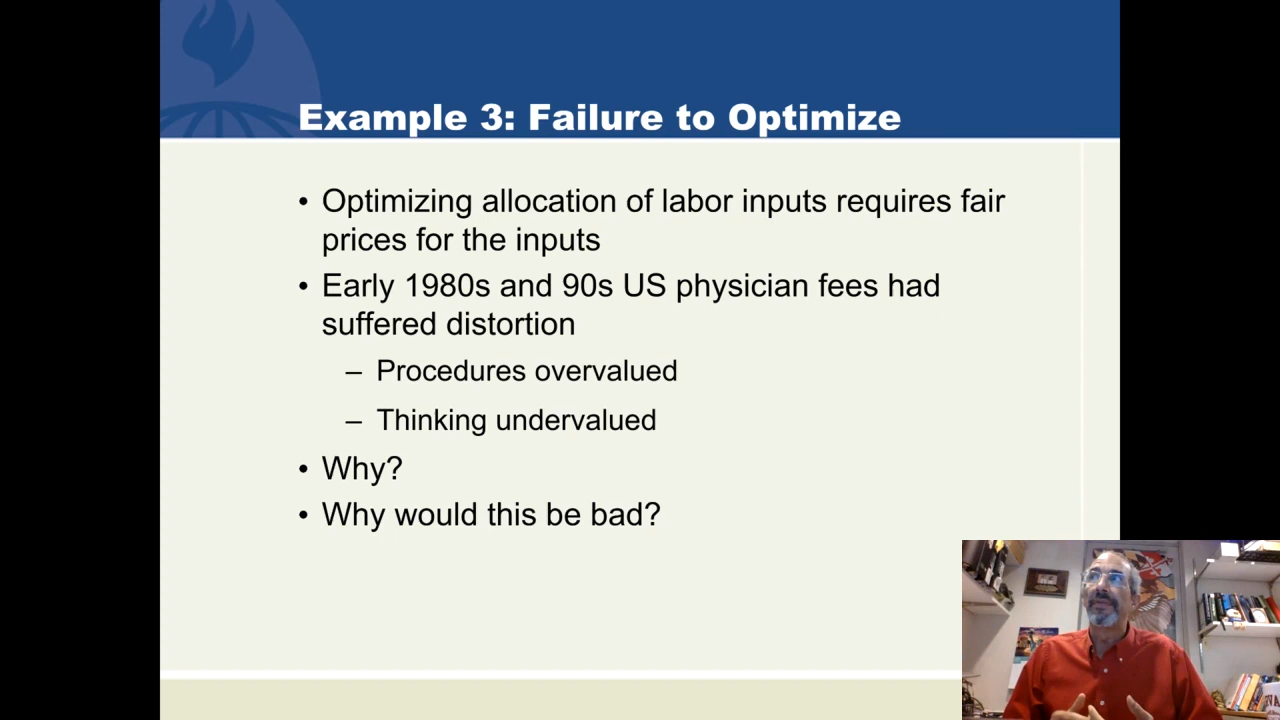 Example 3: Failure to Optimize
• Optimizing allocation of labor inputs requires fair
prices for the inputs
• Early 1980s and 90s US physician fees had
suffered distortion
– Procedures overvalued
– Thinking undervalued
• Why?
• Why would this be bad?